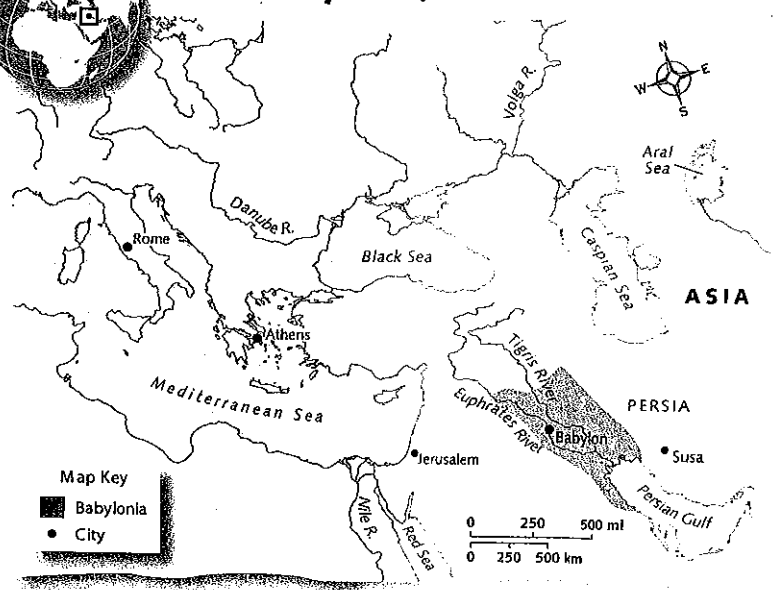 N
W
E
S
Volga R.
Aral
Sea
Danube R.
Rome
Black Sea
Caspian Sea
ASIA
Athens
Mediterranean Sea
Tigris River
Euphrates River
PERSIA
Babylon
Jerusalem
Susa
Persian Gulf
Nile R.
Red Sea
Map Key
Babylonia
City
0 250 500 mi
0 250 500 km